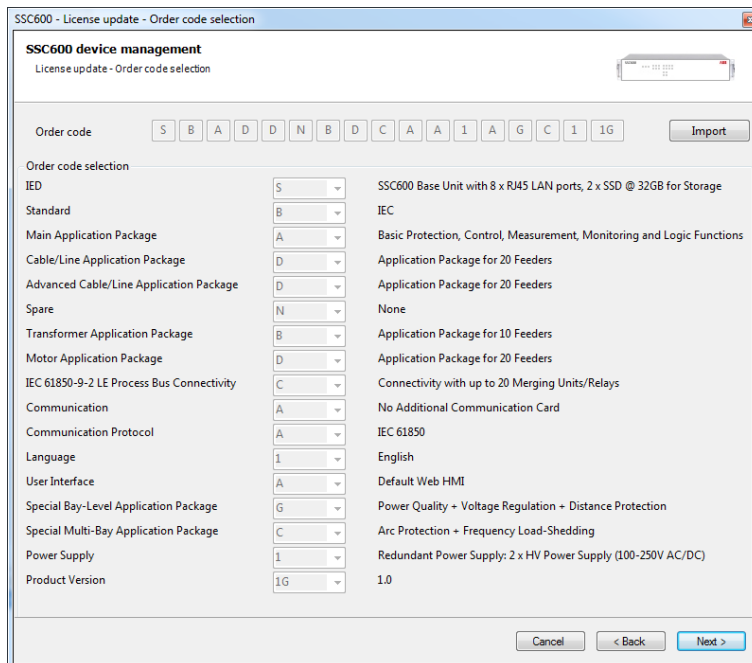 SSC600 - License update - Order code selection
SSC600 device management
License update - Order code selection
Order code S B A D D N B D C A A 1 A G C 1 1G Import
Order code selection
IED S SSC600 Base Unit with 8 x RJ45 LAN ports, 2 x SSD @ 32GB for Storage
Standard B IEC
Main Application Package A Basic Protection, Control, Measurement, Monitoring and Logic Functions
Cable/Line Application Package D Application Package for 20 Feeders
Advanced Cable/Line Application Package D Application Package for 20 Feeders
Spare N None
Transformer Application Package B Application Package for 10 Feeders
Motor Application Package D Application Package for 20 Feeders
IEC 61850-9-2 LE Process Bus Connectivity C Connectivity with up to 20 Merging Units/Relays
Communication A No Additional Communication Card
Communication Protocol A IEC 61850
Language 1 English
User Interface A Default Web HMI
Special Bay-Level Application Package G Power Quality + Voltage Regulation + Distance Protection
Special Multi-Bay Application Package C Arc Protection + Frequency Load-Shedding
Power Supply 1 Redundant Power Supply: 2 x HV Power Supply (100-250V AC/DC)
Product Version 1G 1.0
Cancel < Back Next >